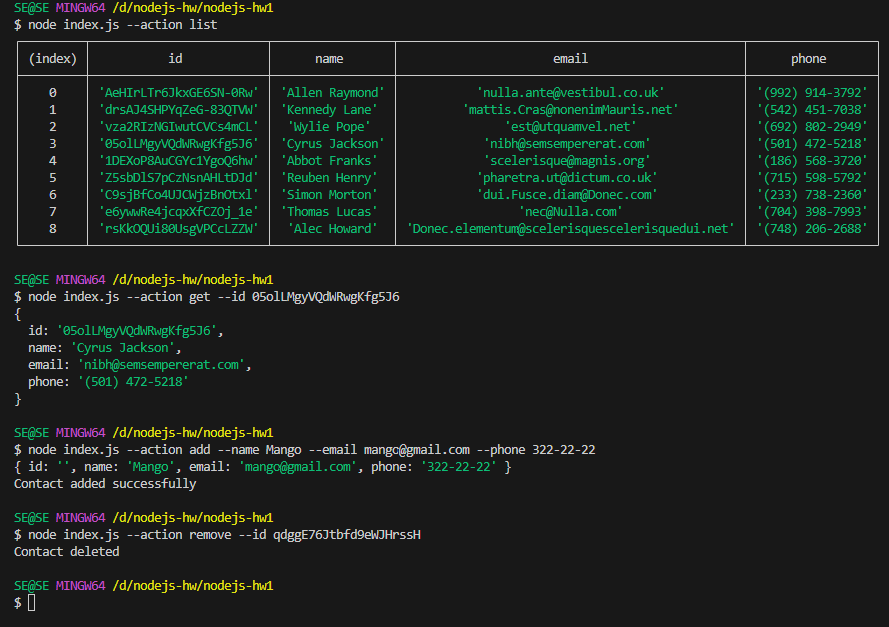 SE@SE MINGW64 /d/nodejs-hw/nodejs-hw1
$ node index.js --action list
(index) id name email phone
0 'AeHIrLTr6JkxGE6SN-0Rw' 'Allen Raymond' 'nulla.ante@vestibul.co.uk' '(992) 914-3792'
1 'drsAJ4SHPYqZeG-83QTVW' 'Kennedy Lane' 'mattis.Cras@nonenimMauris.net' '(542) 451-7038'
2 'vza2RIzNGIwutCVCs4mCL' 'Wylie Pope' 'est@utquamvel.net' '(692) 802-2949'
3 '05olLMgyVQdWRwgKfg5J6' 'Cyrus Jackson' 'nibh@semsempererat.com' '(501) 472-5218'
4 '1DEXoP8AuCGYc1YgoQ6hw' 'Abbot Franks' 'scelerisque@magnis.org' '(186) 568-3720'
5 'Z5sbDlS7pCzNsnAHLtDJd' 'Reuben Henry' 'pharetra.ut@dictum.co.uk' '(715) 598-5792'
6 'C9sjBfCo4UJCWjzBnOtxl' 'Simon Morton' 'dui.Fusce.diam@Donec.com' '(233) 738-2360'
7 'e6ywwRe4jcqxXfCZOj_1e' 'Thomas Lucas' 'nec@Nulla.com' '(704) 398-7993'
8 'rsKkOQUi80UsgVPCcLZZW' 'Alec Howard' 'Donec.elementum@scelerisquescelerisquedui.net' '(748) 206-2688'
SE@SE MINGW64 /d/nodejs-hw/nodejs-hw1
$ node index.js --action get --id 05olLMgyVQdWRwgKfg5J6
{
id: '05olLMgyVQdWRwgKfg5J6',
name: 'Cyrus Jackson',
email: 'nibh@semsempererat.com',
phone: '(501) 472-5218'
}
SE@SE MINGW64 /d/nodejs-hw/nodejs-hw1
$ node index.js --action add --name Mango --email mango@gmail.com --phone 322-22-22
{ id: '', name: 'Mango', email: 'mango@gmail.com', phone: '322-22-22' }
Contact added successfully
SE@SE MINGW64 /d/nodejs-hw/nodejs-hw1
$ node index.js --action remove --id qdggE76Jtbfd9eWJHrssH
Contact deleted
SE@SE MINGW64 /d/nodejs-hw/nodejs-hw1
$